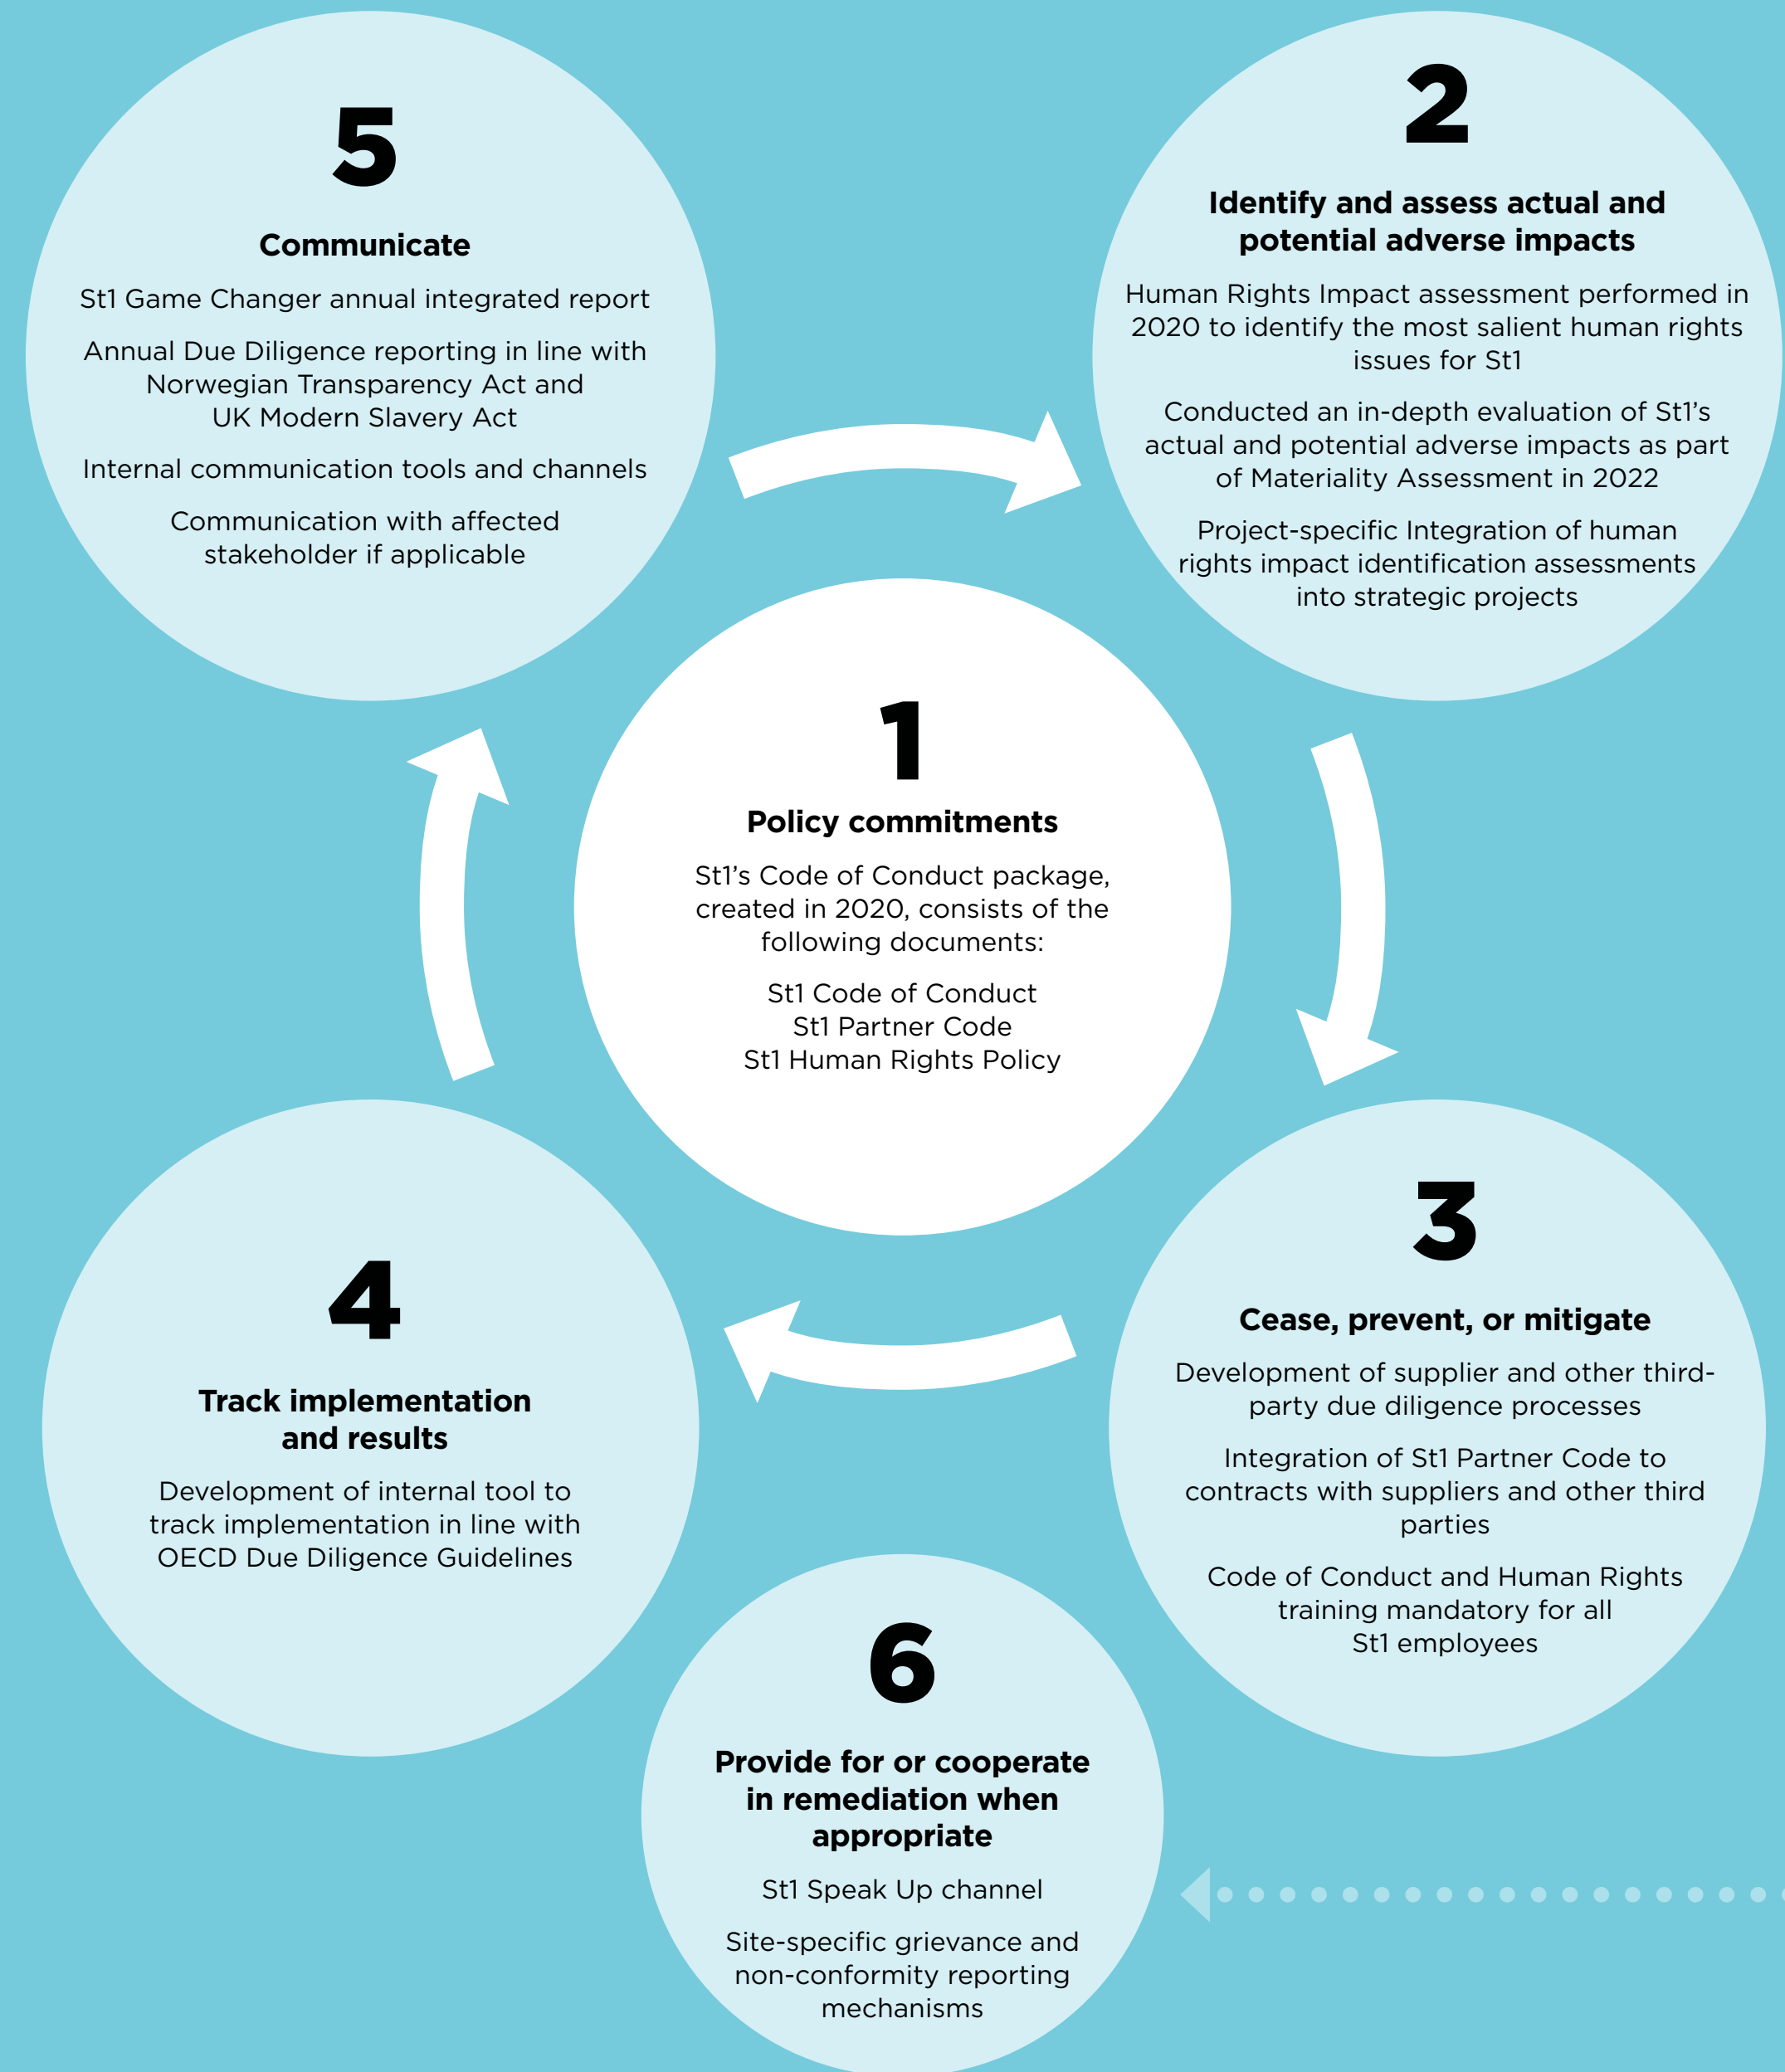 1
Policy commitments
St1's Code of Conduct package,
created in 2020, consists of the
following documents:
St1 Code of Conduct
St1 Partner Code
St1 Human Rights Policy
2
Identify and assess actual and
potential adverse impacts
Human Rights Impact assessment performed in
2020 to identify the most salient human rights
issues for St1
Conducted an in-depth evaluation of St1's
actual and potential adverse impacts as part
of Materiality Assessment in 2022
Project-specific Integration of human
rights impact identification assessments
into strategic projects
3
Cease, prevent, or mitigate
Development of supplier and other third-
party due diligence processes
Integration of St1 Partner Code to
contracts with suppliers and other third
parties
Code of Conduct and Human Rights
training mandatory for all
St1 employees
4
Track implementation
and results
Development of internal tool to
track implementation in line with
OECD Due Diligence Guidelines
5
Communicate
St1 Game Changer annual integrated report
Annual Due Diligence reporting in line with
Norwegian Transparency Act and
UK Modern Slavery Act
Internal communication tools and channels
Communication with affected
stakeholder if applicable
6
Provide for or cooperate
in remediation when
appropriate
St1 Speak Up channel
Site-specific grievance and
non-conformity reporting
mechanisms